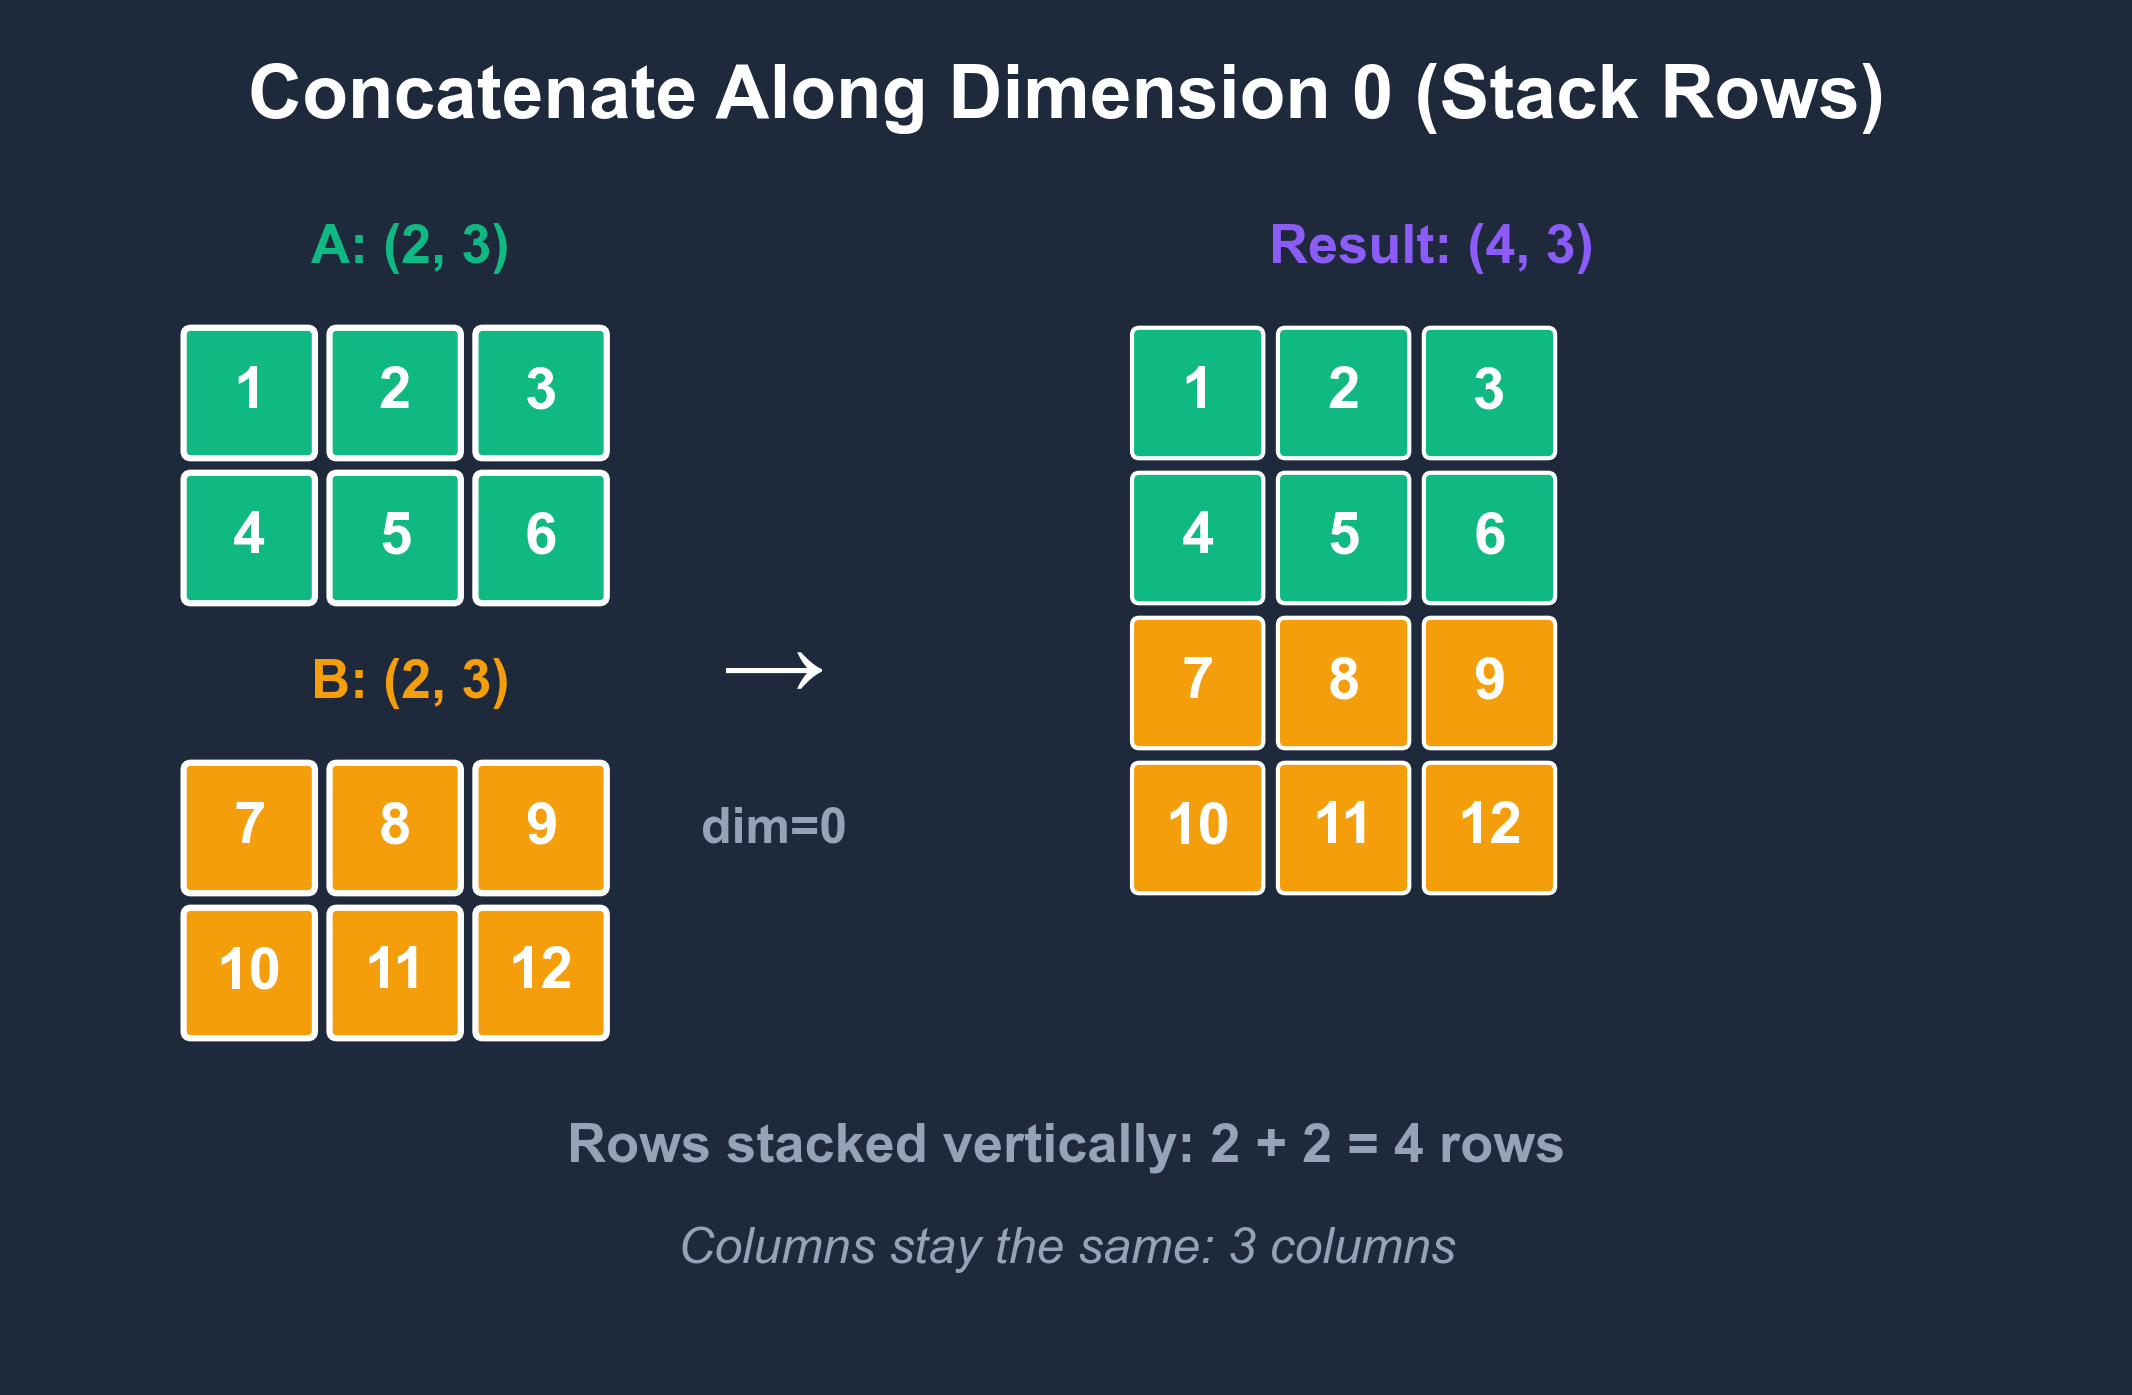 Concatenate Along Dimension 0 (Stack Rows)
A: (2, 3)
1 2 3
4 5 6
B: (2, 3)
7 8 9
10 11 12
→
dim=0
Result: (4, 3)
1 2 3
4 5 6
7 8 9
10 11 12
Rows stacked vertically: 2 + 2 = 4 rows
Columns stay the same: 3 columns